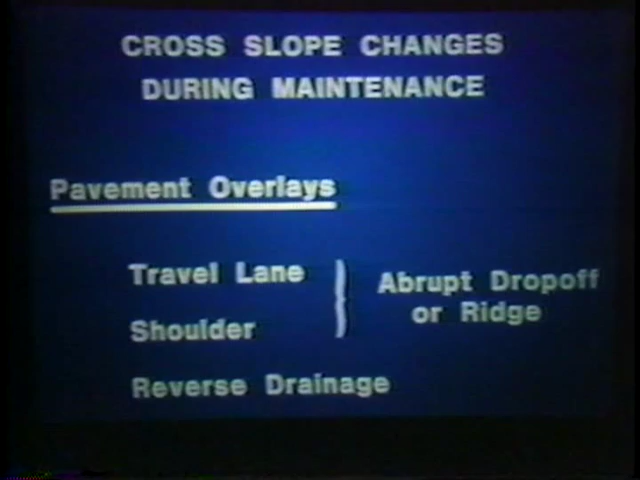 CROSS SLOPE CHANGES
DURING MAINTENANCE
Pavement Overlays
Travel Lane
Shoulder
Abrupt Dropoff
or Ridge
Reverse Drainage